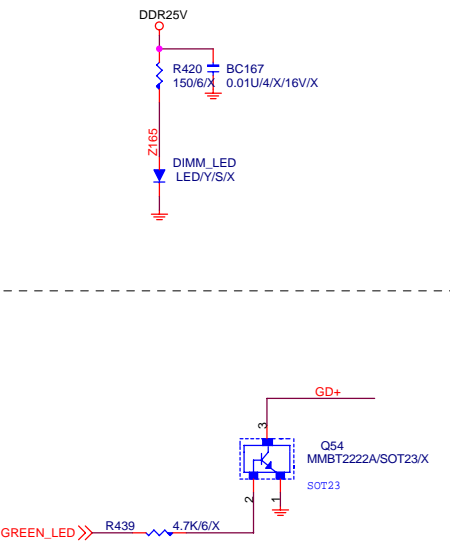 DDR25V
R420 BC167
150/6/X 0.01U/4/X/16V/X
Z165
DIMM_LED
LED/Y/S/X
GD+
3
Q54
MMBT2222A/SOT23/X
SOT23
2 1
GREEN_LED R439 4.7K/6/X